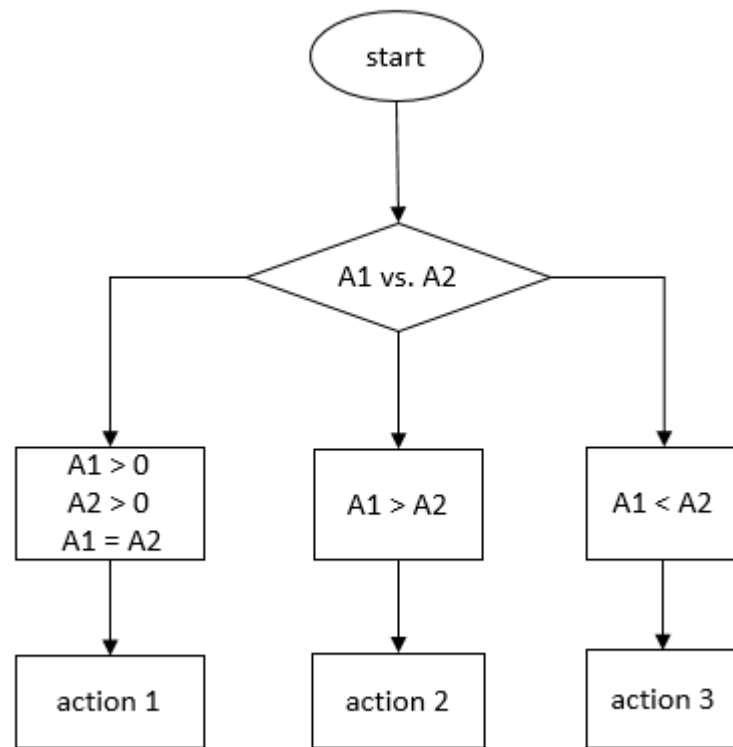 start
A1 vs. A2
A1 > 0
A2 > 0
A1 = A2
A1 > A2
A1 < A2
action 1
action 2
action 3